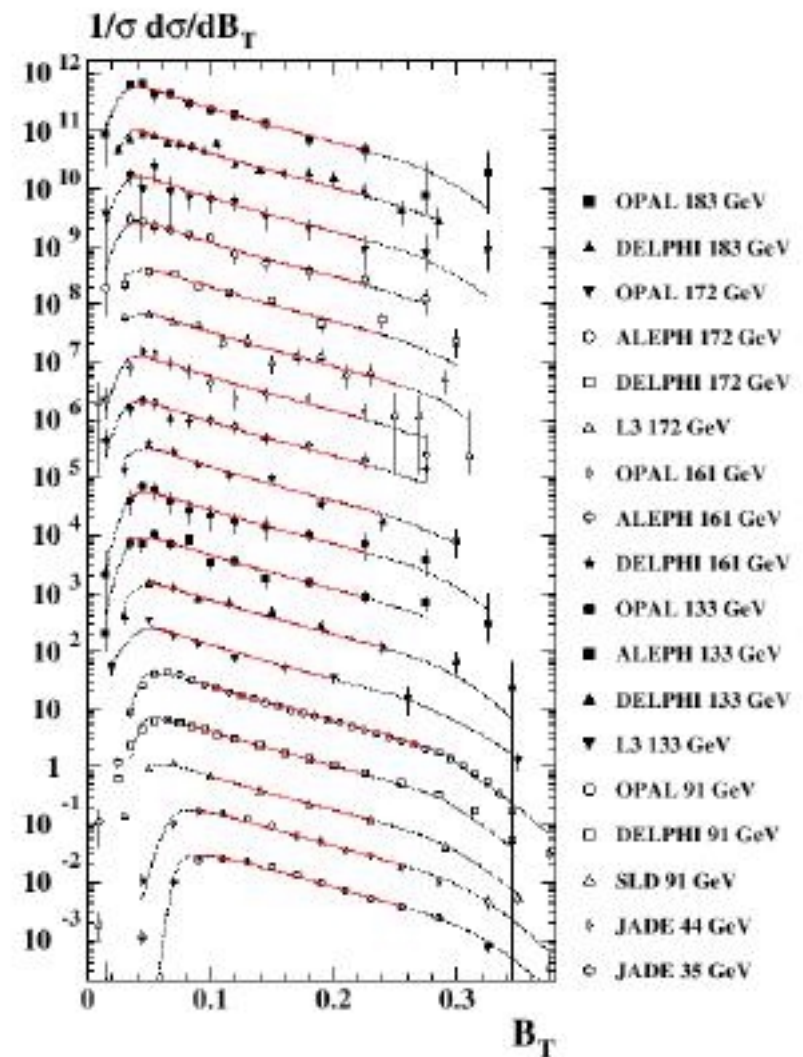 1/σ dσ/dB_T
10^12
10^11
10^10
10^9
10^8
10^7
10^6
10^5
10^4
10^3
10^2
10
1
10^-1
10^-2
10^-3
0 0.1 0.2 0.3
B_T
OPAL 183 GeV
DELPHI 183 GeV
OPAL 172 GeV
ALEPH 172 GeV
DELPHI 172 GeV
L3 172 GeV
OPAL 161 GeV
ALEPH 161 GeV
DELPHI 161 GeV
OPAL 133 GeV
ALEPH 133 GeV
DELPHI 133 GeV
L3 133 GeV
OPAL 91 GeV
DELPHI 91 GeV
SLD 91 GeV
JADE 44 GeV
JADE 35 GeV